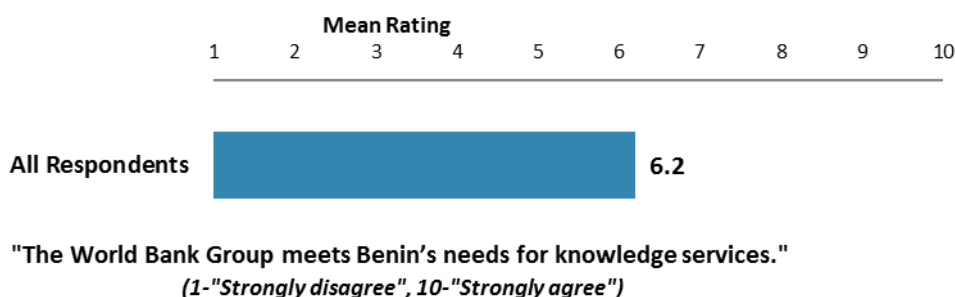 Mean Rating
1 2 3 4 5 6 7 8 9 10
All Respondents 6.2
"The World Bank Group meets Benin’s needs for knowledge services."
(1-"Strongly disagree", 10-"Strongly agree")